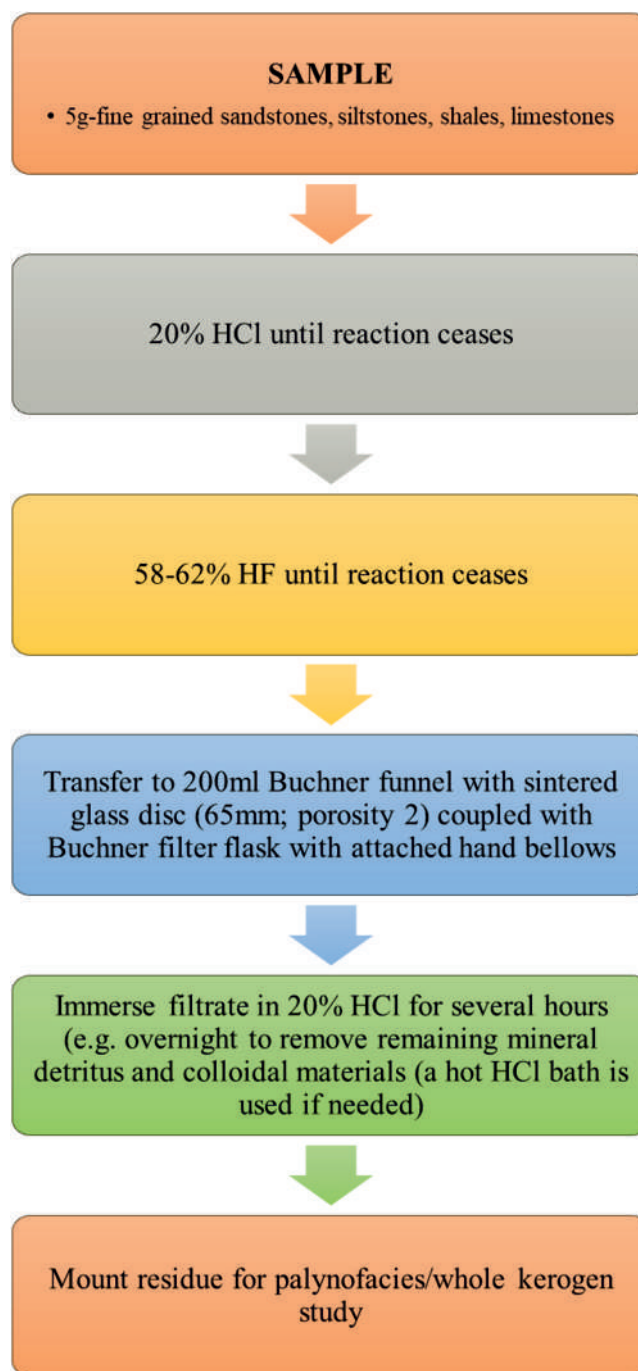 SAMPLE
• 5g-fine grained sandstones, siltstones, shales, limestones
20% HCl until reaction ceases
58-62% HF until reaction ceases
Transfer to 200ml Buchner funnel with sintered
glass disc (65mm; porosity 2) coupled with
Buchner filter flask with attached hand bellows
Immerse filtrate in 20% HCl for several hours
(e.g. overnight to remove remaining mineral
detritus and colloidal materials (a hot HCl bath is
used if needed)
Mount residue for palynofacies/whole kerogen
study